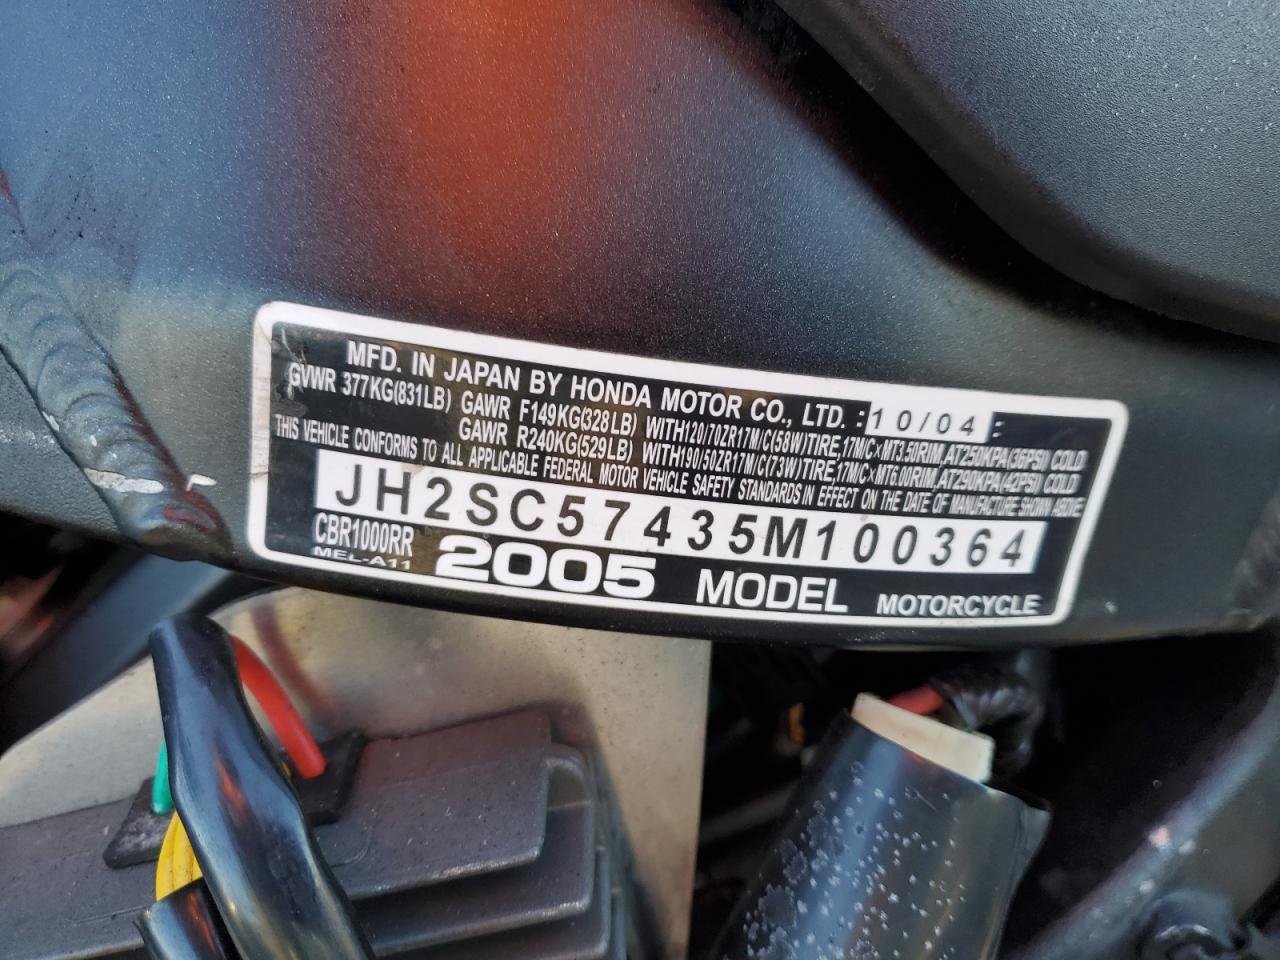 MFD. IN JAPAN BY HONDA MOTOR CO., LTD. :10/04:
GVWR 377KG(831LB) GAWR F149KG(328LB) WITH120/70ZR17M/C(58W)TIRE,17M/C×MT3.50RIM,AT250KPA(36PSI) COLD
GAWR R240KG(529LB) WITH190/50ZR17M/C(73W)TIRE,17M/C×MT6.00RIM,AT290KPA(42PSI) COLD
THIS VEHICLE CONFORMS TO ALL APPLICABLE FEDERAL MOTOR VEHICLE SAFETY STANDARDS IN EFFECT ON THE DATE OF MANUFACTURE SHOWN ABOVE
JH2SC57435M100364
CBR1000RR
MEL-A11
2005 MODEL MOTORCYCLE